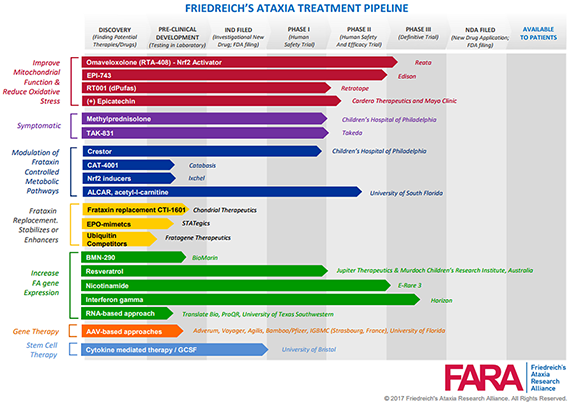 FRIEDREICH'S ATAXIA TREATMENT PIPELINE
DISCOVERY
(Finding Potential
Therapies/Drugs)
PRE-CLINICAL
DEVELOPMENT
(Testing in Laboratory)
IND FILED
(Investigational New
Drug; FDA filing)
PHASE I
(Human
Safety Trial)
PHASE II
(Human Safety
And Efficacy Trial)
PHASE III
(Definitive Trial)
NDA FILED
(New Drug Application;
FDA filing)
AVAILABLE
TO PATIENTS
Improve
Mitochondrial
Function &
Reduce Oxidative
Stress
Omaveloxolone (RTA-408) - Nrf2 Activator
Reata
EPI-743
Edison
RT001 (dPufas)
Retrotope
(+) Epicatechin
Cardero Therapeutics and Mayo Clinic
Symptomatic
Methylprednisolone
Children's Hospital of Philadelphia
TAK-831
Takeda
Modulation of
Frataxin
Controlled
Metabolic
Pathways
Crestor
Children's Hospital of Philadelphia
CAT-4001
Catabasis
Nrf2 inducers
Ixchel
ALCAR, acetyl-l-carnitine
University of South Florida
Frataxin
Replacement.
Stabilizes or
Enhancers
Frataxin replacement CTI-1601
Chondrial Therapeutics
EPO-mimetcs
STATegics
Ubiquitin
Competitors
Fratagene Therapeutics
Increase
FA gene
Expression
BMN-290
BioMarin
Resveratrol
Jupiter Therapeutics & Murdoch Children's Research Institute, Australia
Nicotinamide
E-Rare 3
Interferon gamma
Horizon
RNA-based approach
Translate Bio, ProQR, University of Texas Southwestern
Gene Therapy
AAV-based approaches
Adverum, Voyager, Agilis, Bamboo/Pfizer, IGBMC (Strasbourg, France), University of Florida
Stem Cell
Therapy
Cytokine mediated therapy / GCSF
University of Bristol
FARA
Friedreich's
Ataxia
Research
Alliance
© 2017 Friedreich's Ataxia Research Alliance. All Rights Reserved.